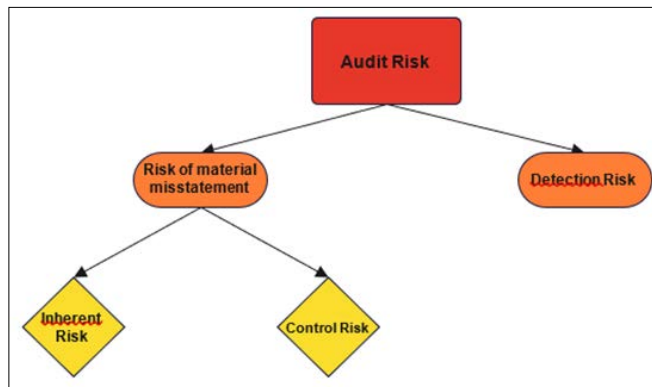 Audit Risk
Risk of material
misstatement
Detection Risk
Inherent
Risk
Control Risk